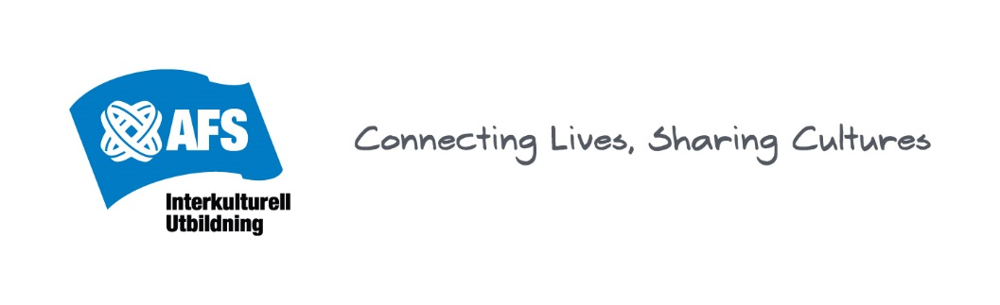 AFS
Interkulturell
Utbildning
Connecting Lives, Sharing Cultures